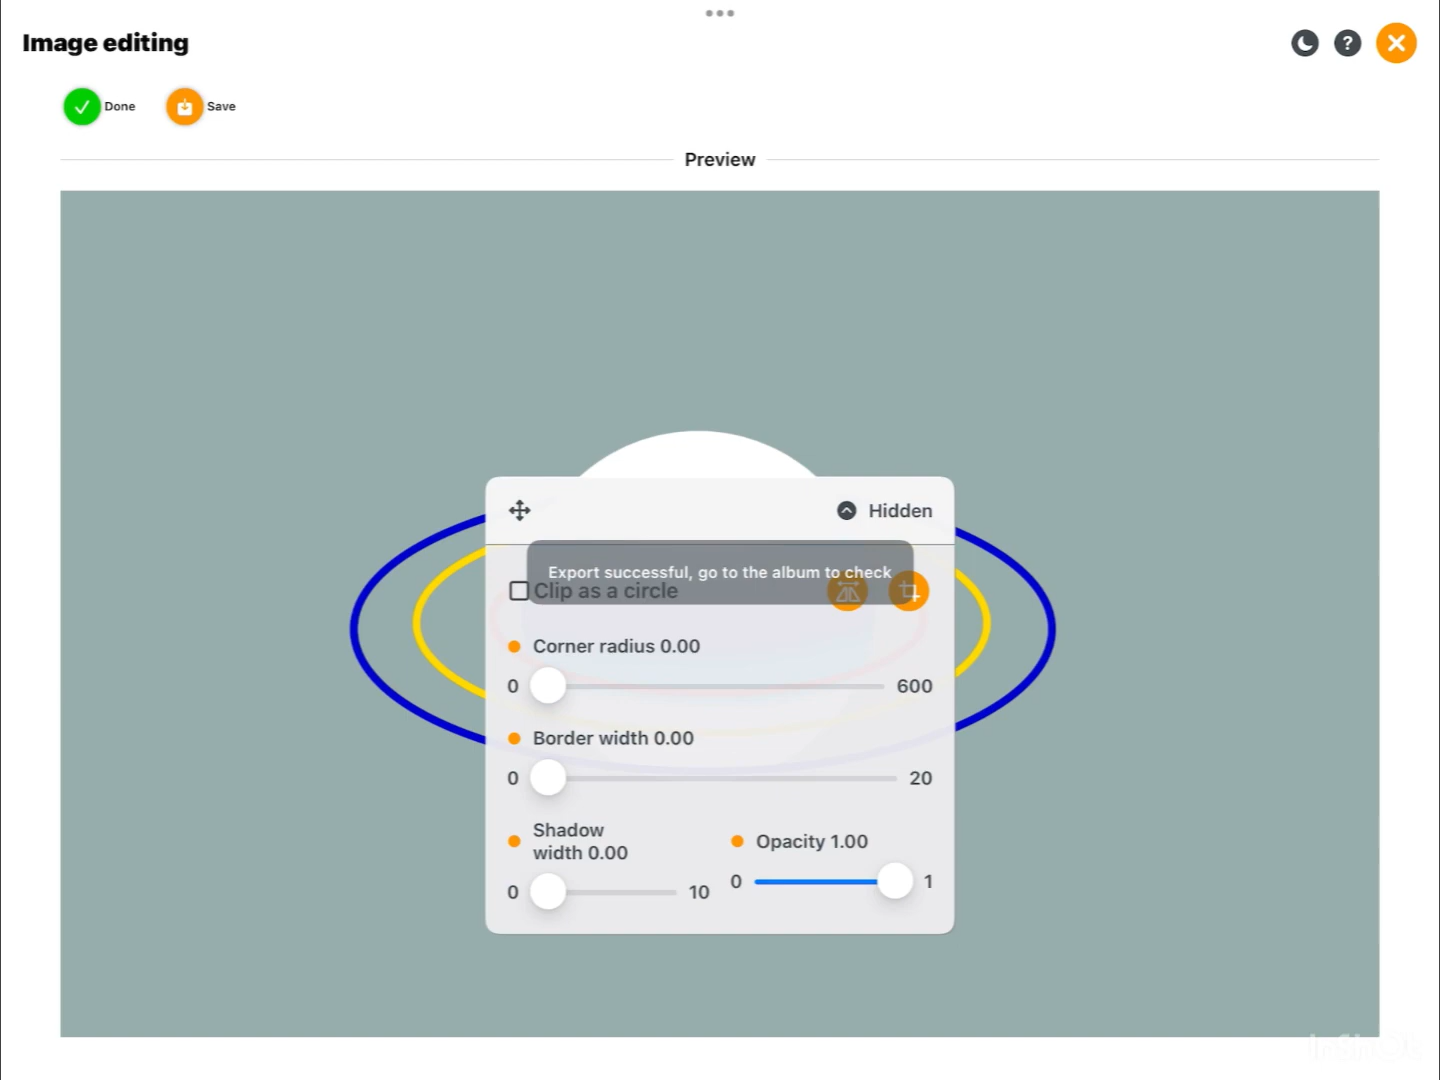 Image editing
?
Done
Save
Preview
Hidden
Export successful, go to the album to check
Clip as a circle
Corner radius 0.00
0
600
Border width 0.00
0
20
Shadow
width 0.00
0
10
Opacity 1.00
0
1